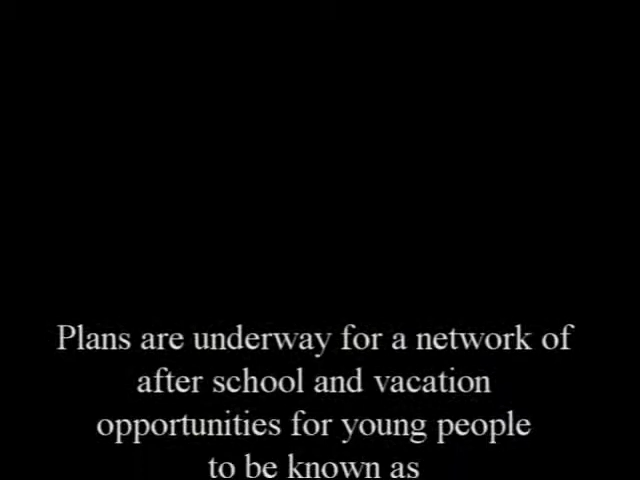 Plans are underway for a network of
after school and vacation
opportunities for young people
to be known as